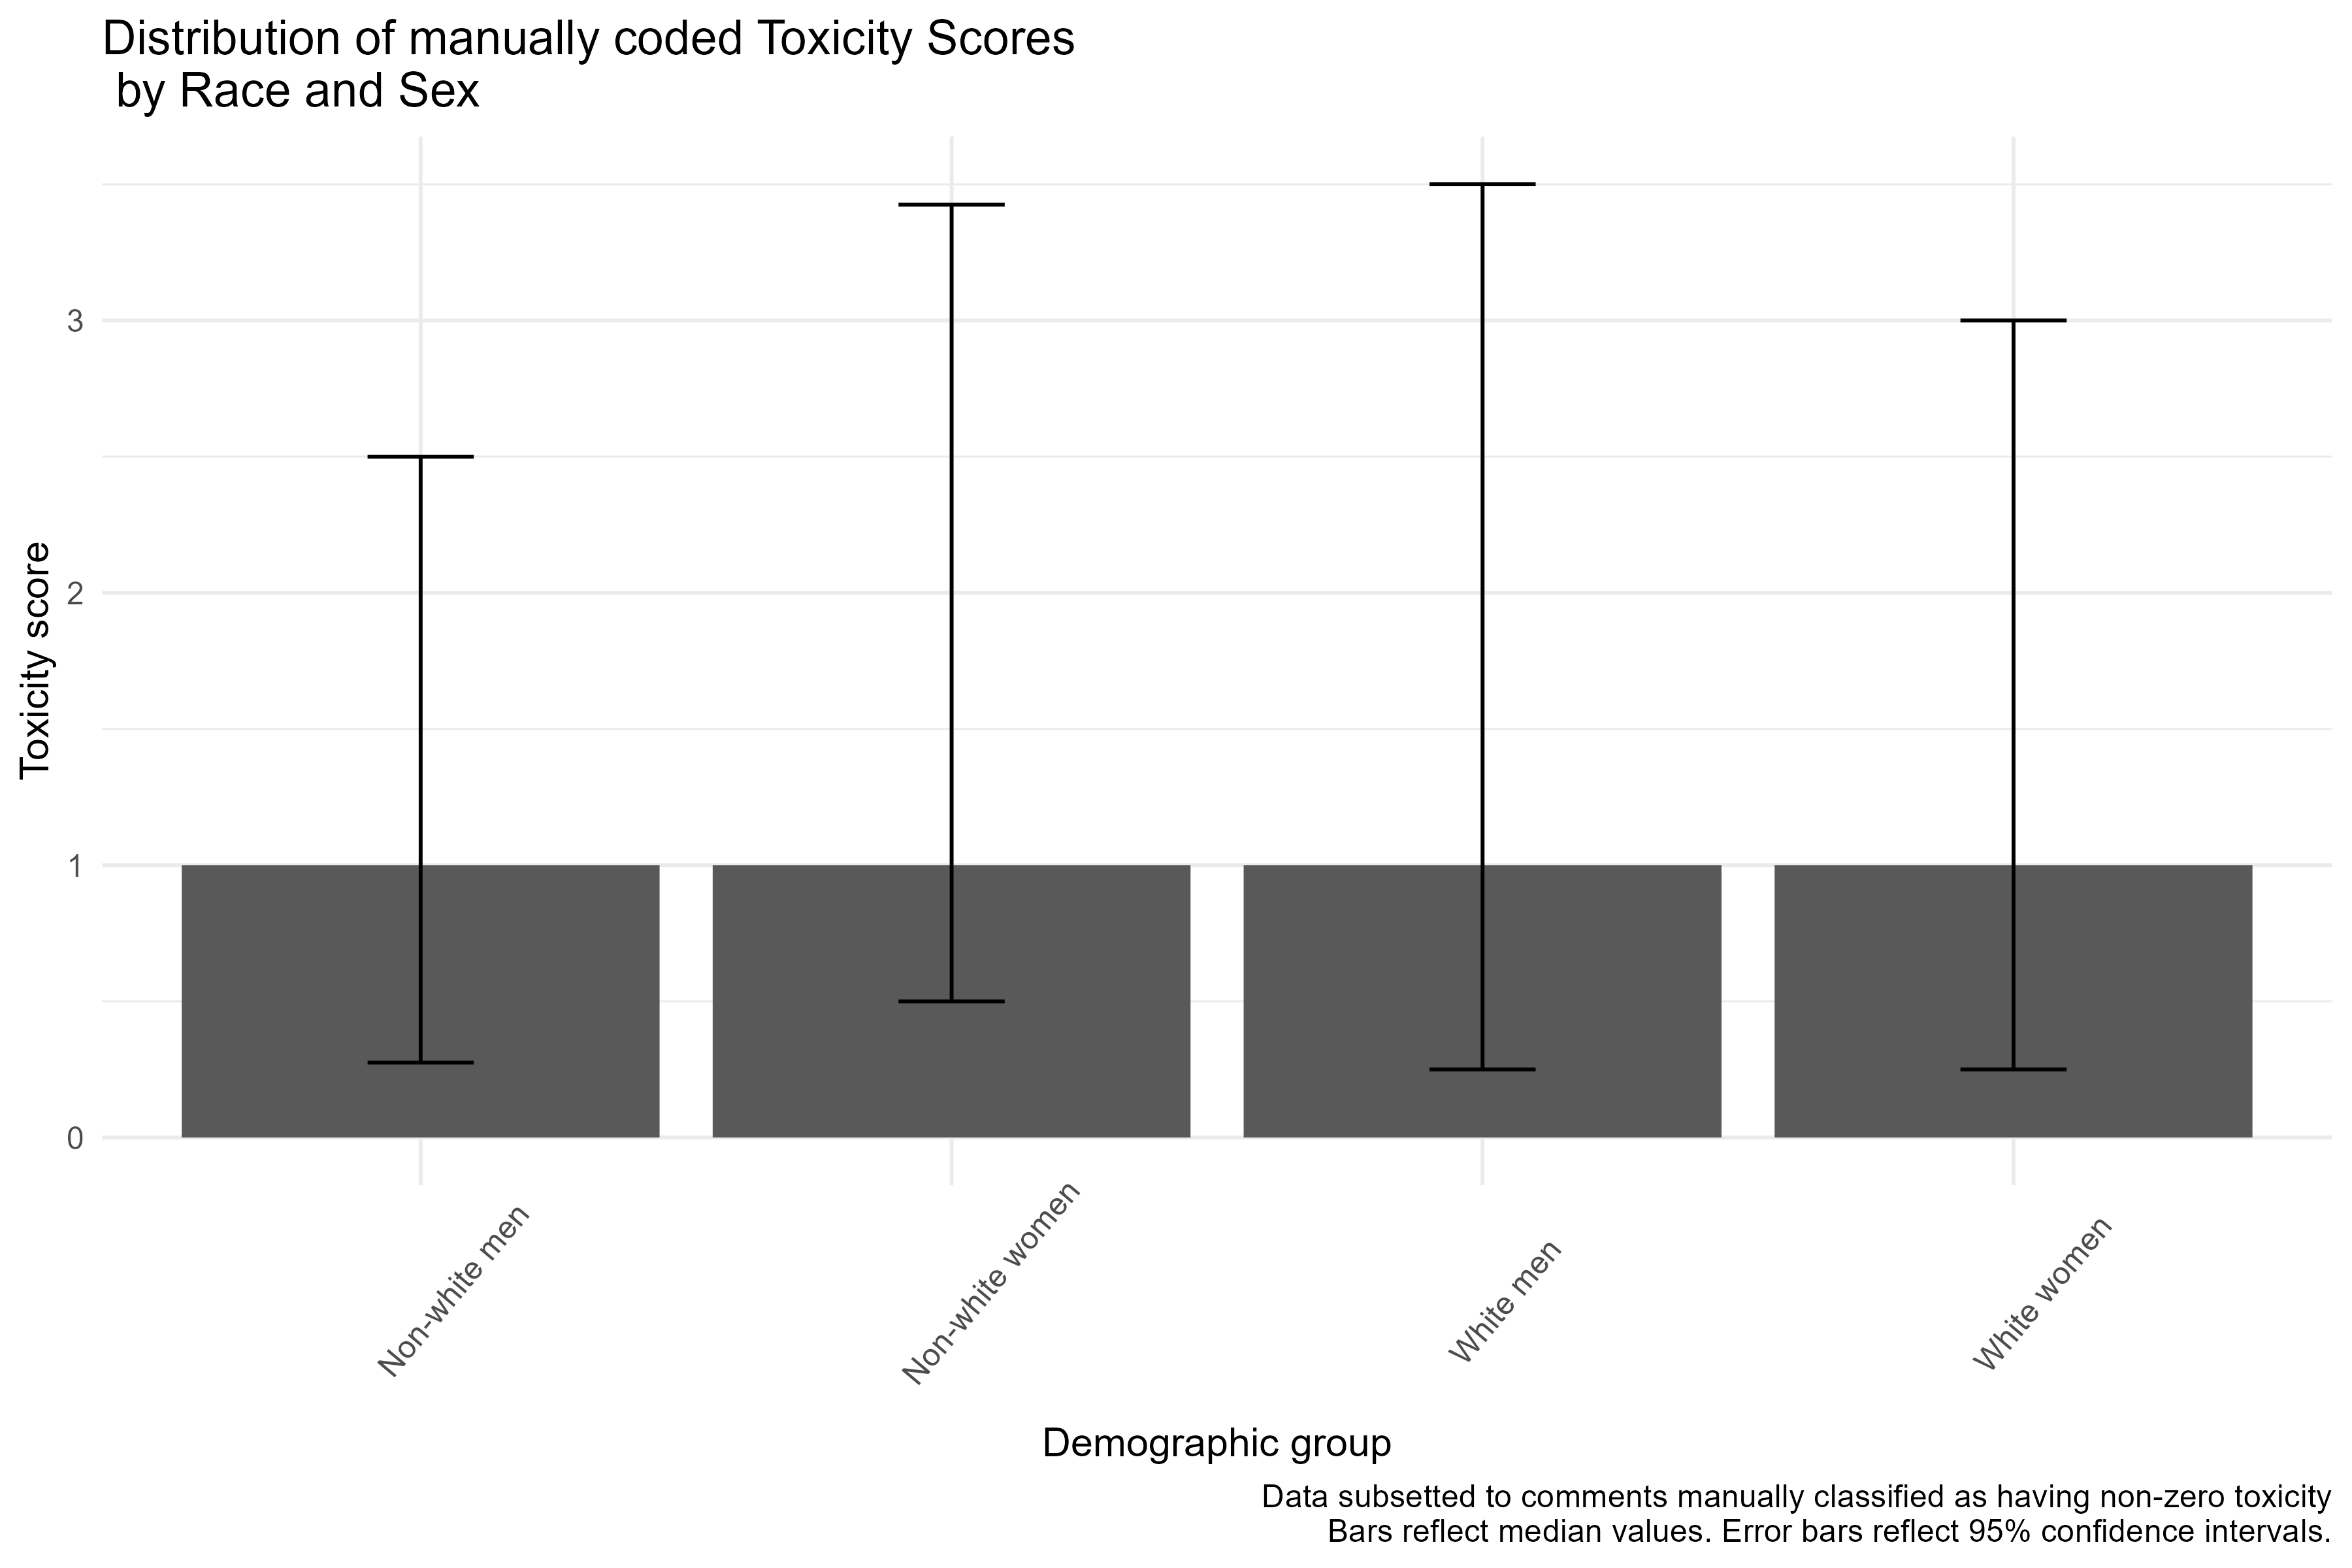 Distribution of manually coded Toxicity Scores
by Race and Sex
Toxicity score
3
2
1
0
Non-white men
Non-white women
White men
White women
Demographic group
Data subsetted to comments manually classified as having non-zero toxicity
Bars reflect median values. Error bars reflect 95% confidence intervals.